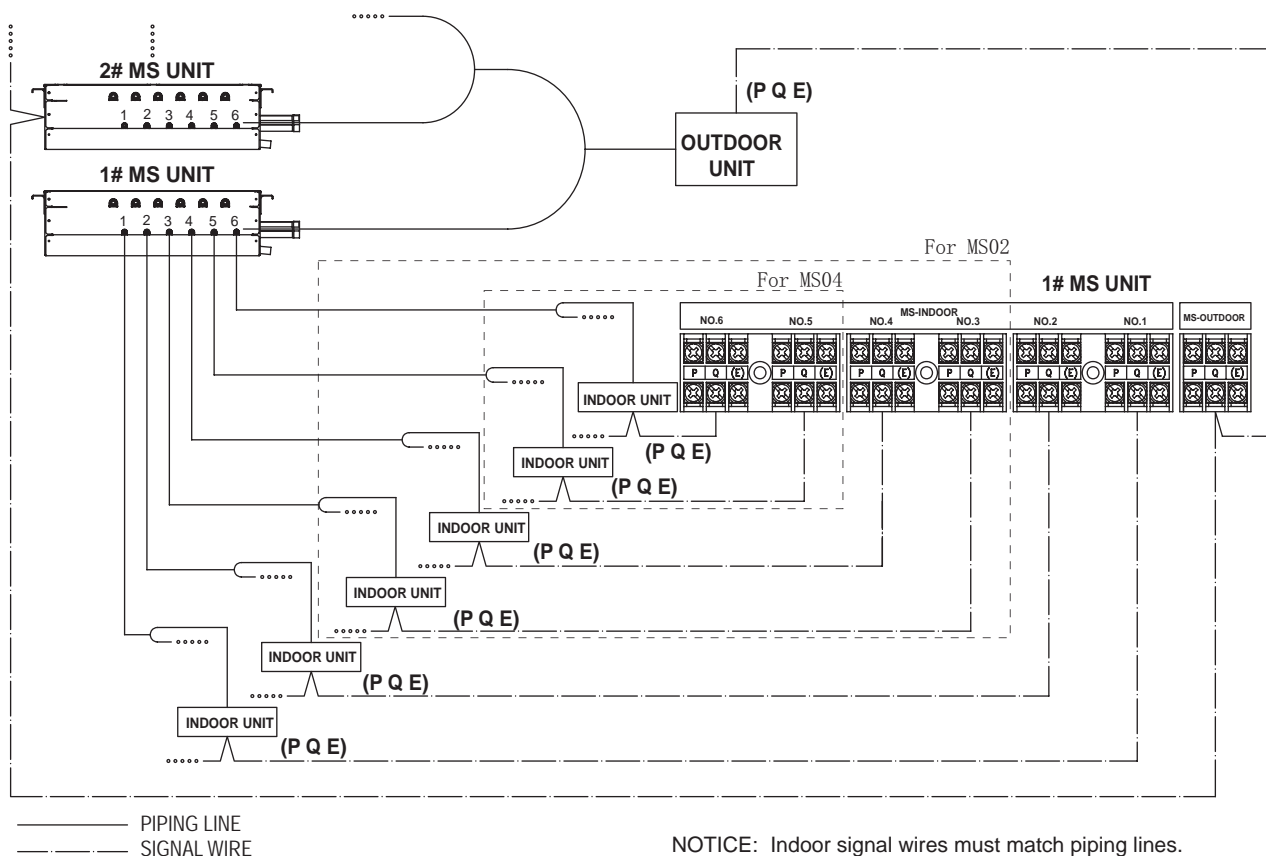 2# MS UNIT
1 2 3 4 5 6
(P Q E)
OUTDOOR
UNIT
1# MS UNIT
1 2 3 4 5 6
For MS02
For MS04
1# MS UNIT
MS-INDOOR
MS-OUTDOOR
NO.6 NO.5 NO.4 NO.3 NO.2 NO.1
P Q (E) P Q (E) P Q (E) P Q (E) P Q (E) P Q (E) P Q (E)
INDOOR UNIT
(P Q E)
INDOOR UNIT
(P Q E)
INDOOR UNIT
(P Q E)
INDOOR UNIT
(P Q E)
INDOOR UNIT
(P Q E)
INDOOR UNIT
(P Q E)
PIPING LINE
SIGNAL WIRE
NOTICE: Indoor signal wires must match piping lines.